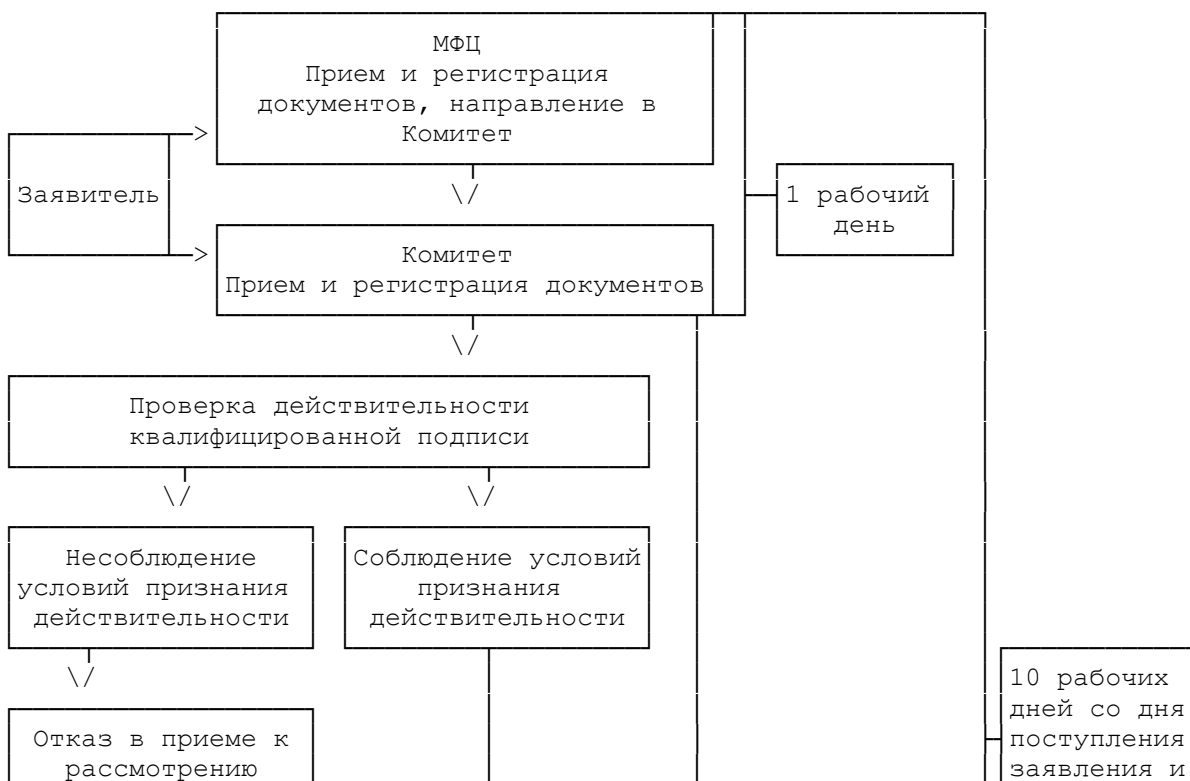 МФЦ
Прием и регистрация
документов, направление в
Комитет
Заявитель
1 рабочий
день
Комитет
Прием и регистрация документов
Проверка действительности
квалифицированной подписи
Несоблюдение
условий признания
действительности
Соблюдение условий
признания
действительности
Отказ в приеме к
рассмотрению
10 рабочих
дней со дня
поступления
заявления и